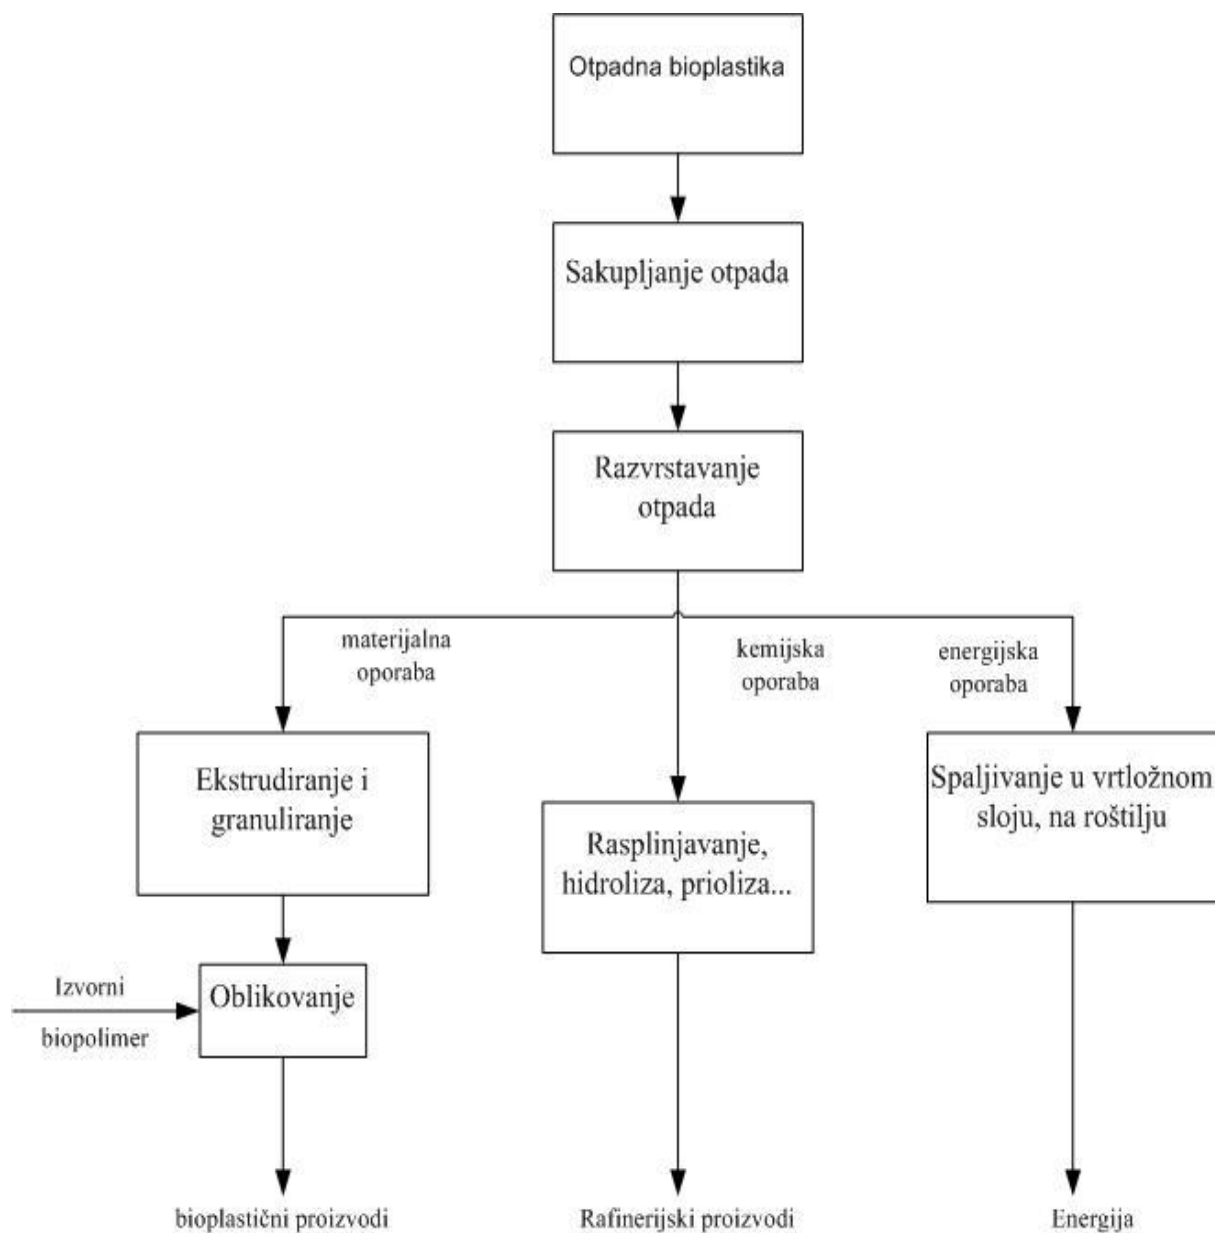 Otpadna bioplastika
Sakupljanje otpada
Razvrstavanje
otpada
materijalna
oporaba
kemijska
oporaba
energijska
oporaba
Ekstrudiranje i
granuliranje
Rasplinjavanje,
hidroliza, prioliza...
Spaljivanje u vrtložnom
sloju, na roštilju
Izvorni
biopolimer
Oblikovanje
bioplastični proizvodi
Rafinerijski proizvodi
Energija